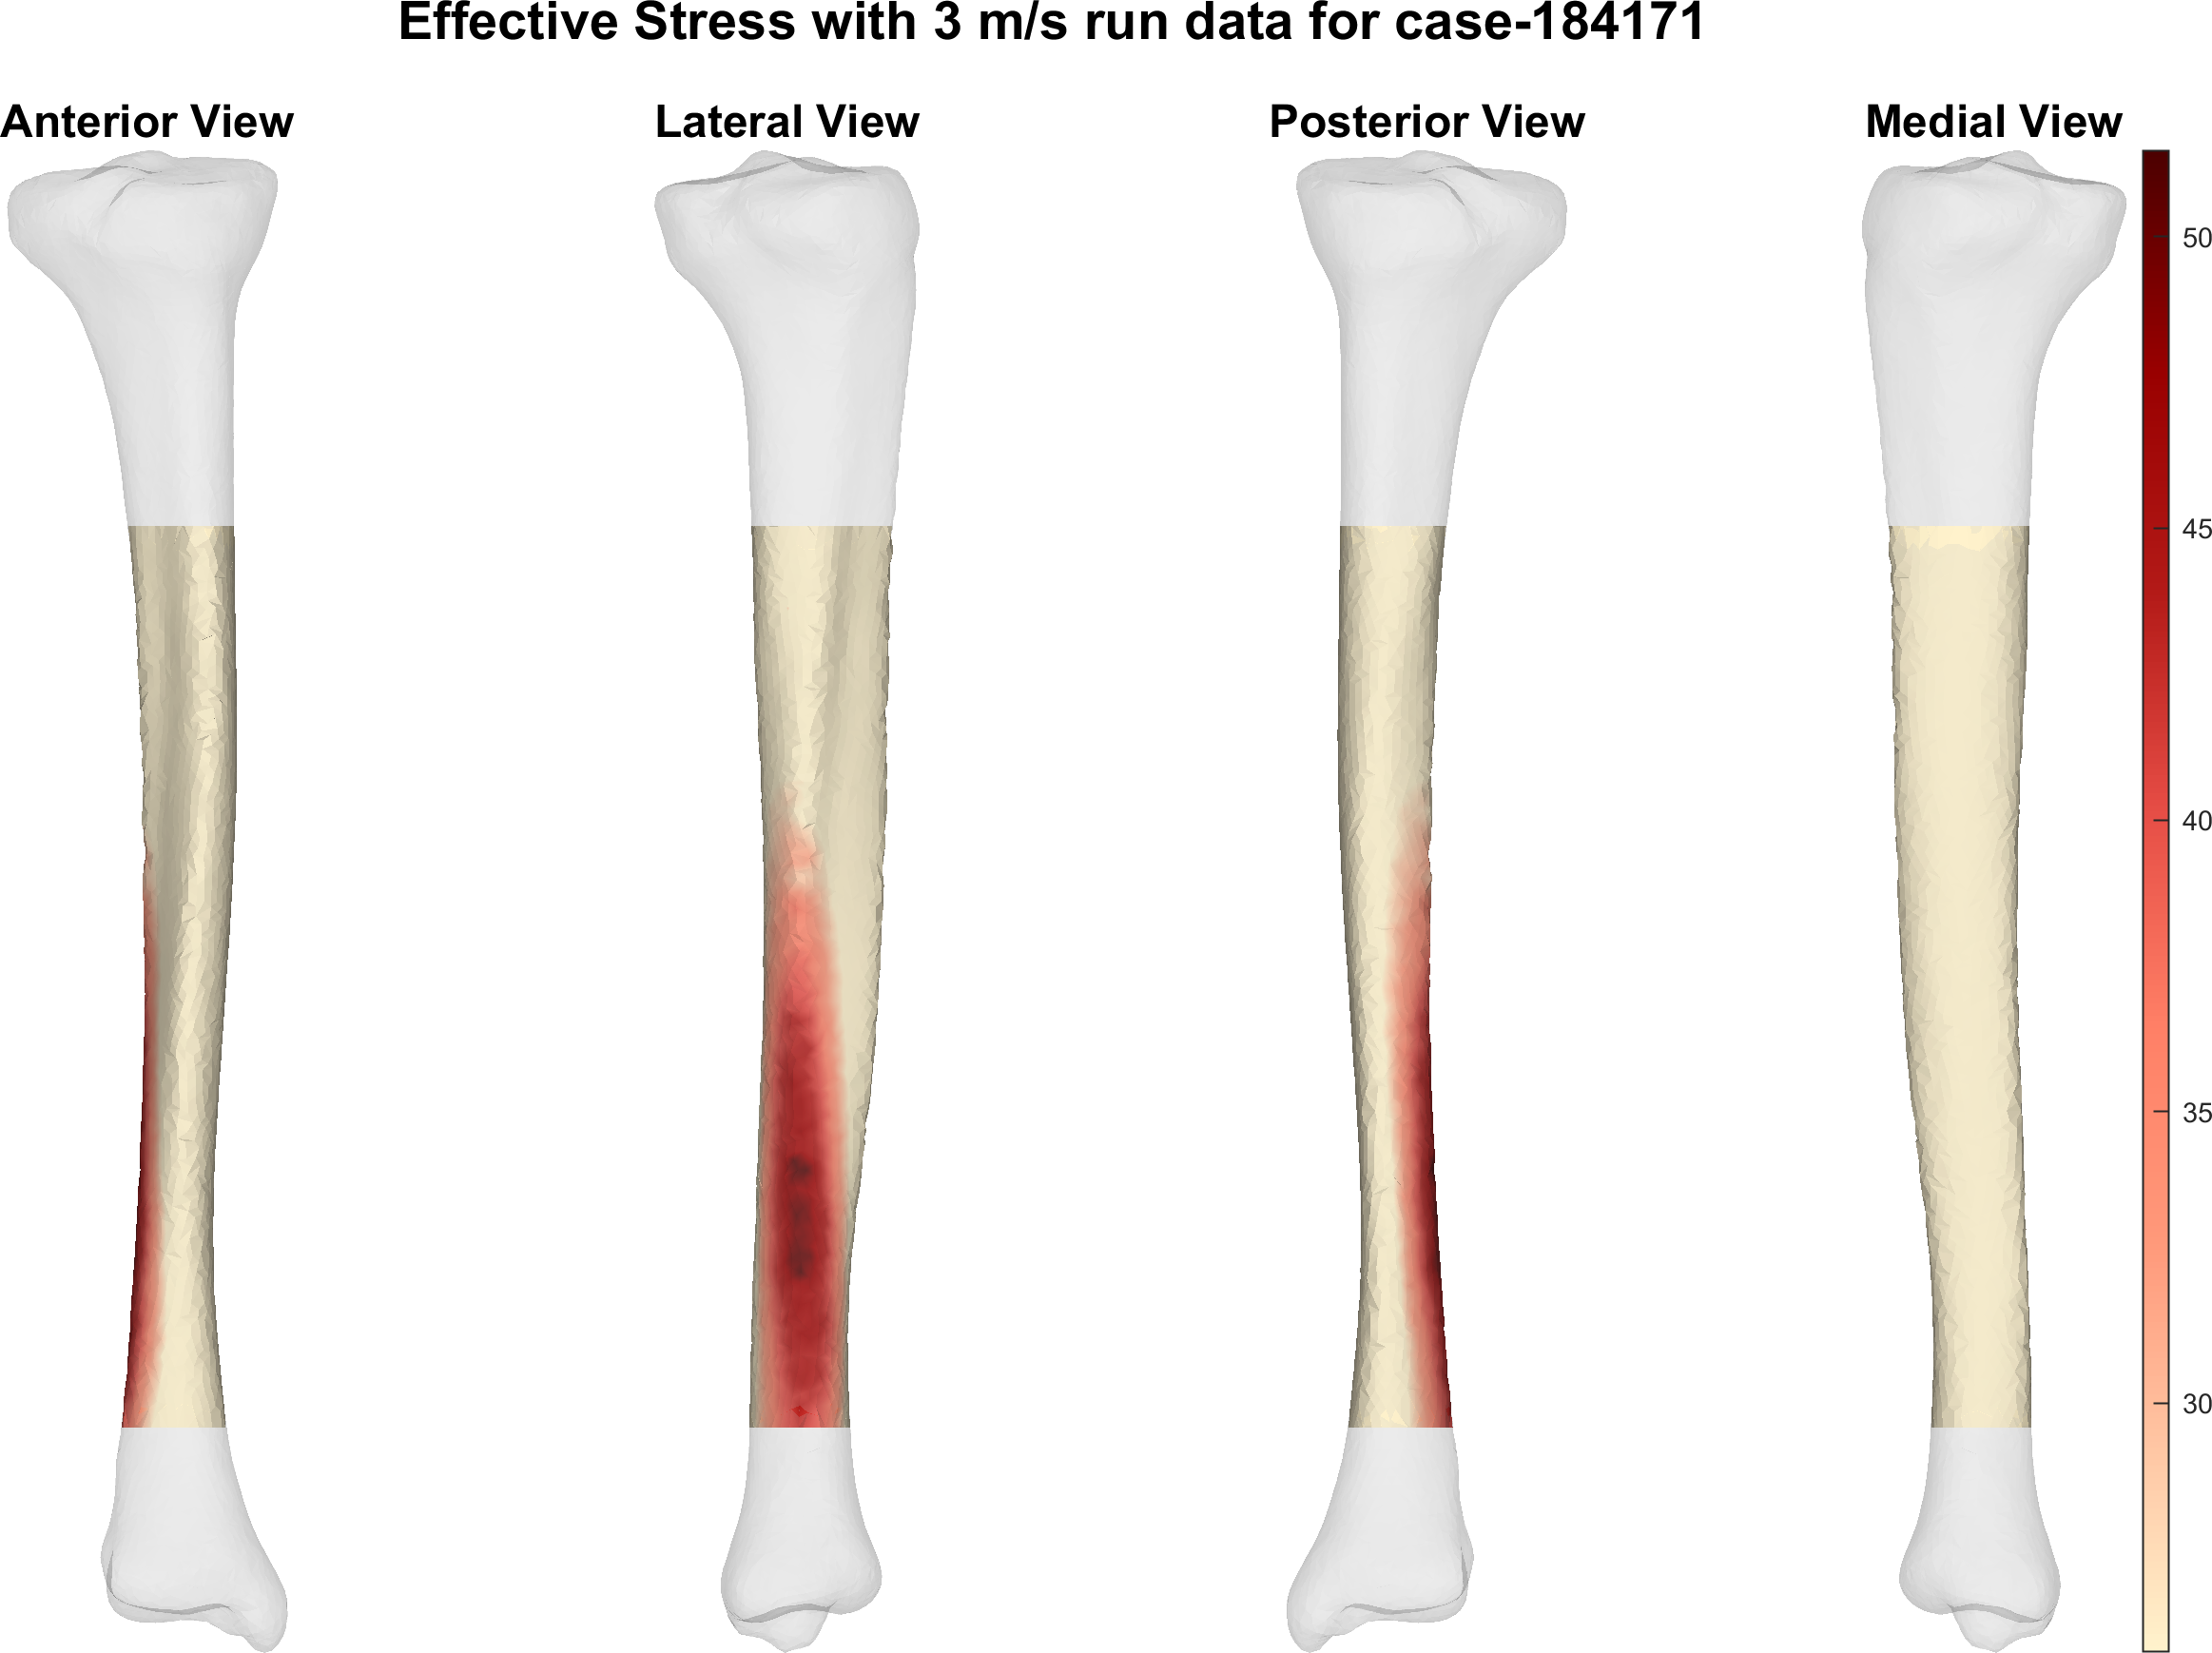 Effective Stress with 3 m/s run data for case-184171
Anterior View
Lateral View
Posterior View
Medial View
50
45
40
35
30